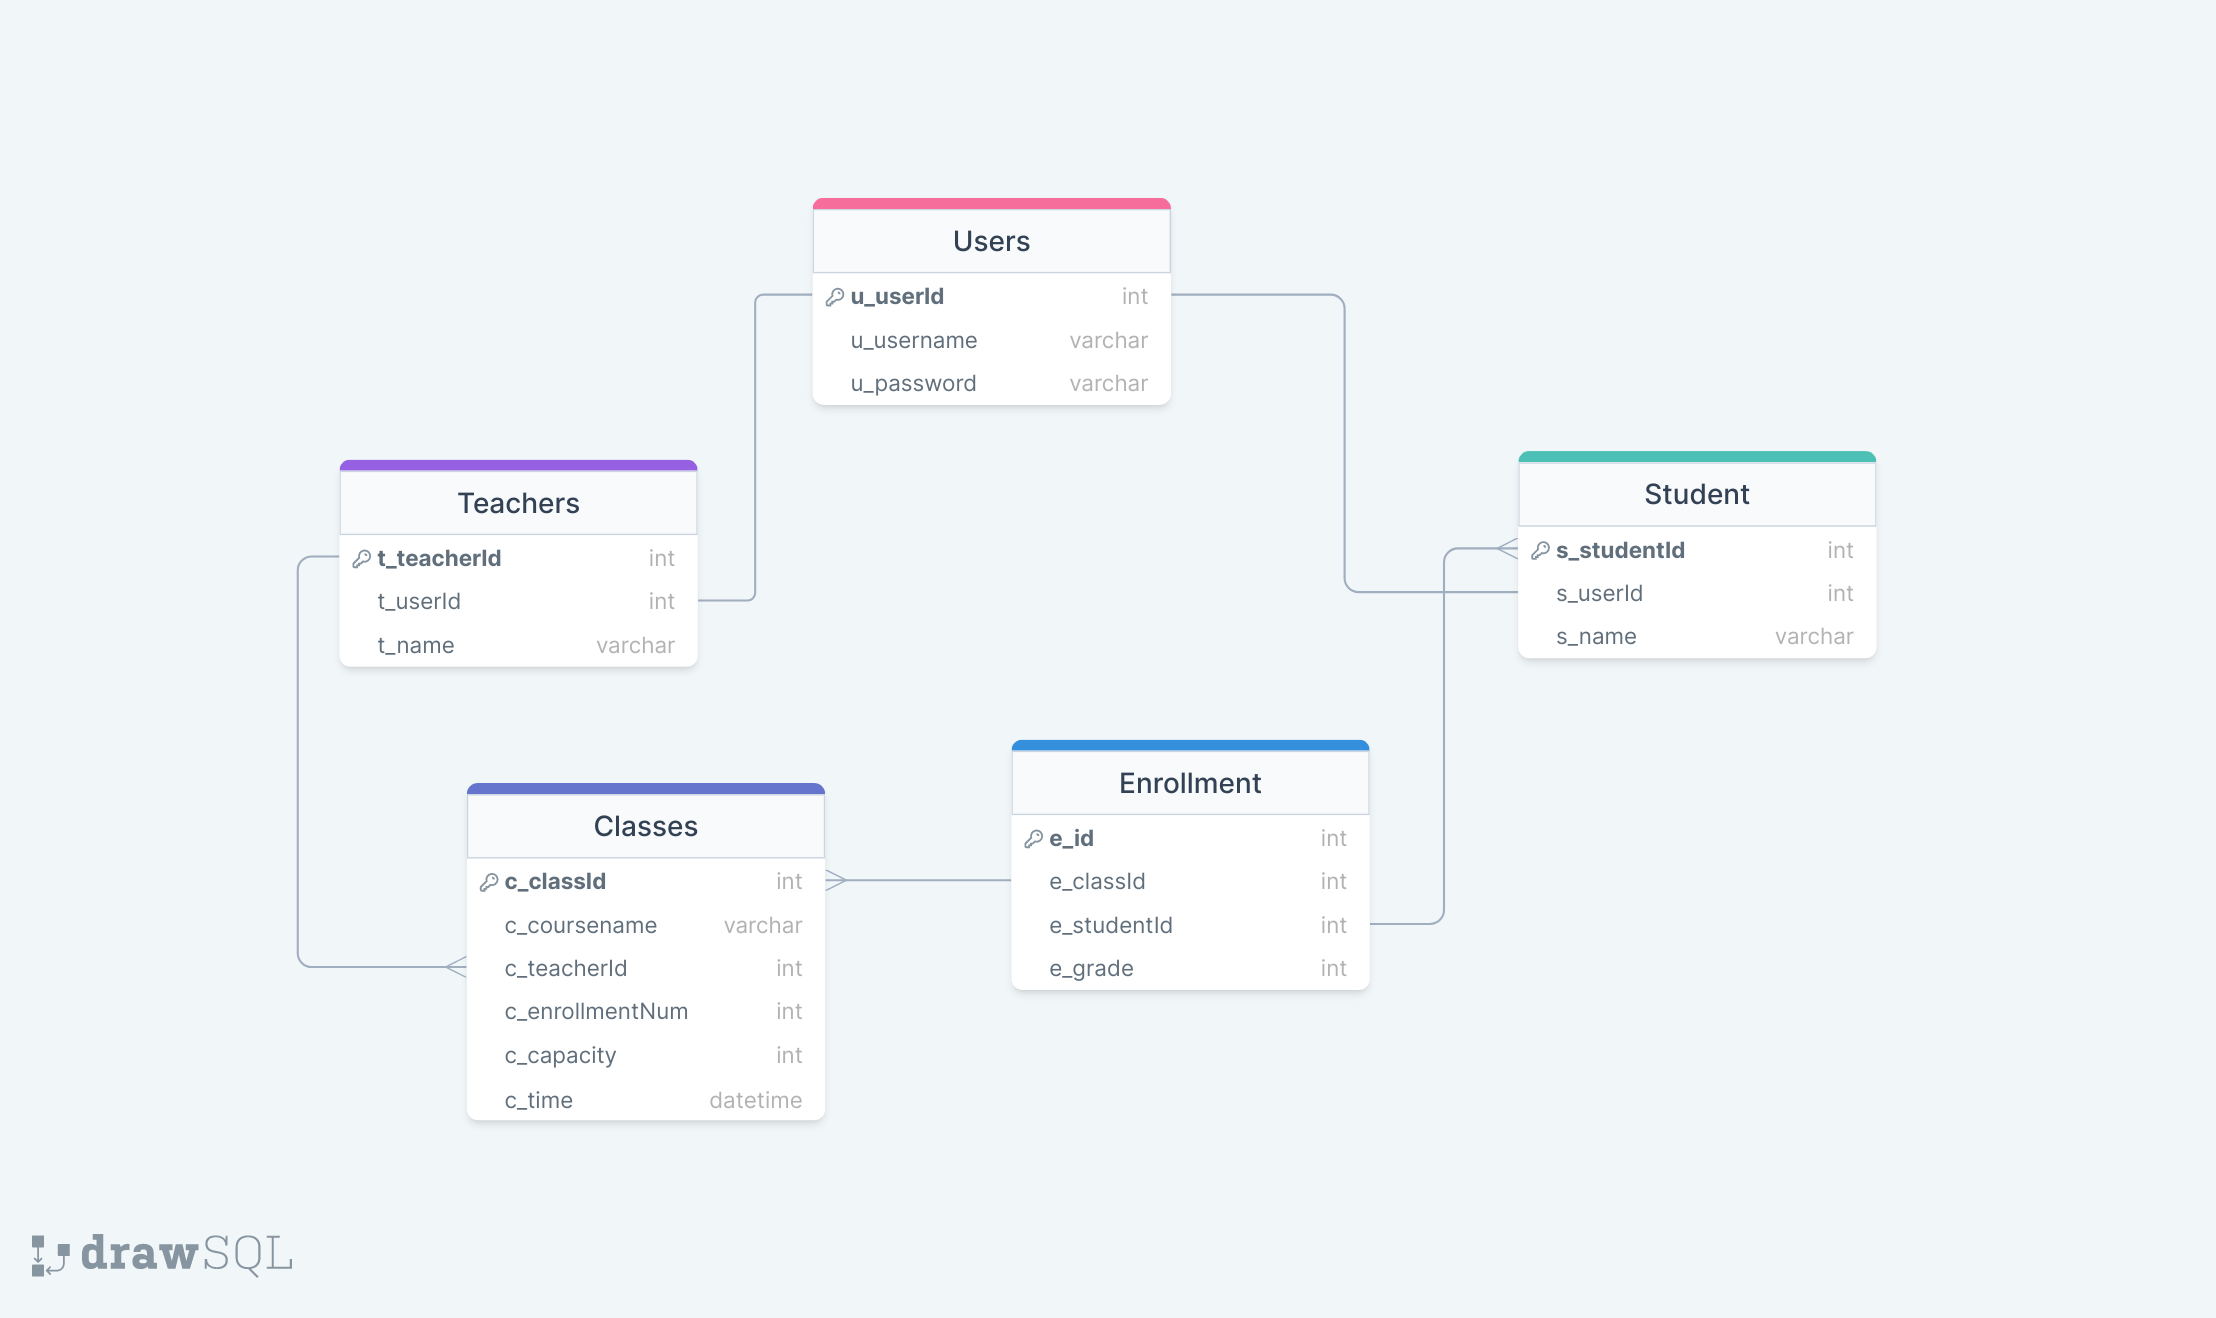 Users
u_userId int
u_username varchar
u_password varchar
Teachers
t_teacherId int
t_userId int
t_name varchar
Student
s_studentId int
s_userId int
s_name varchar
Classes
c_classId int
c_coursename varchar
c_teacherId int
c_enrollmentNum int
c_capacity int
c_time datetime
Enrollment
e_id int
e_classId int
e_studentId int
e_grade int
drawSQL